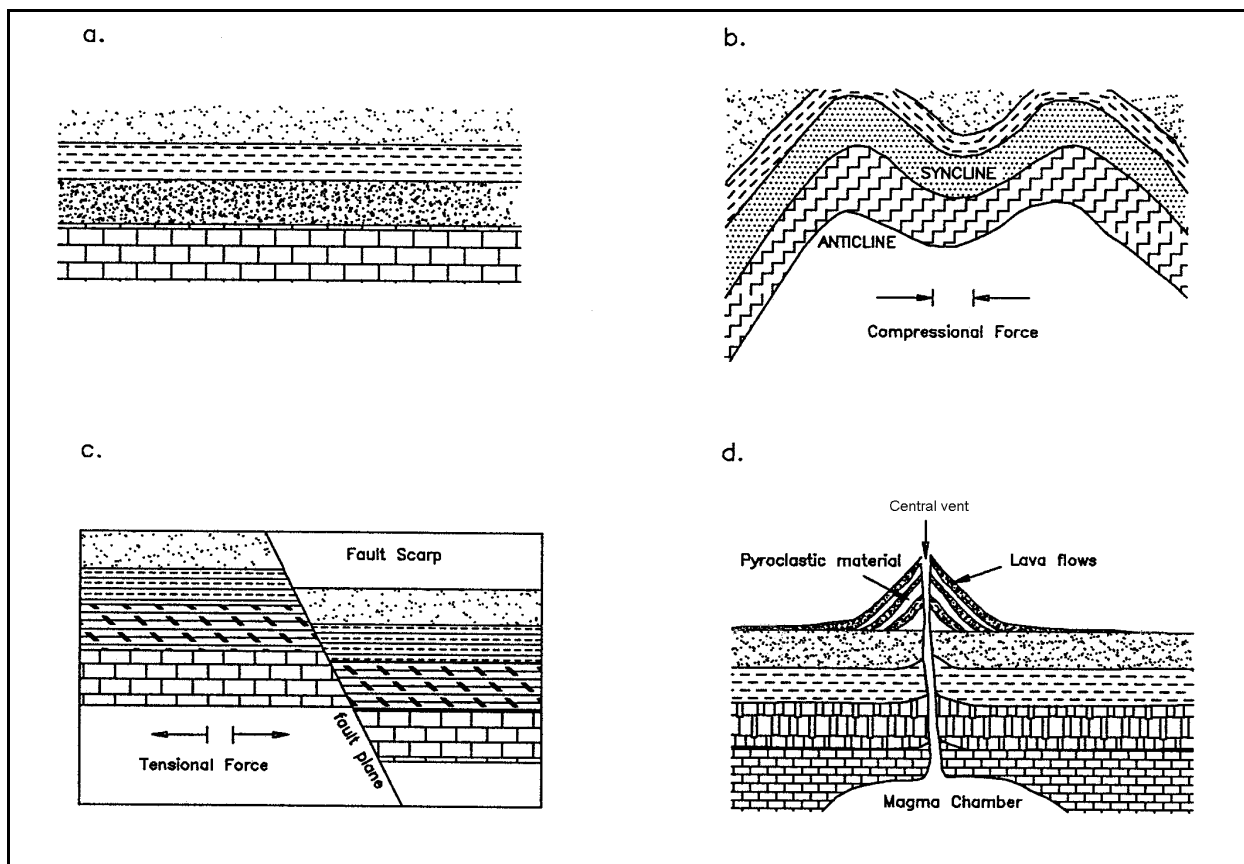 a.
b.
SYNCLINE
ANTICLINE
Compressional Force
c.
Fault Scarp
fault plane
Tensional Force
d.
Central vent
Pyroclastic material
Lava flows
Magma Chamber